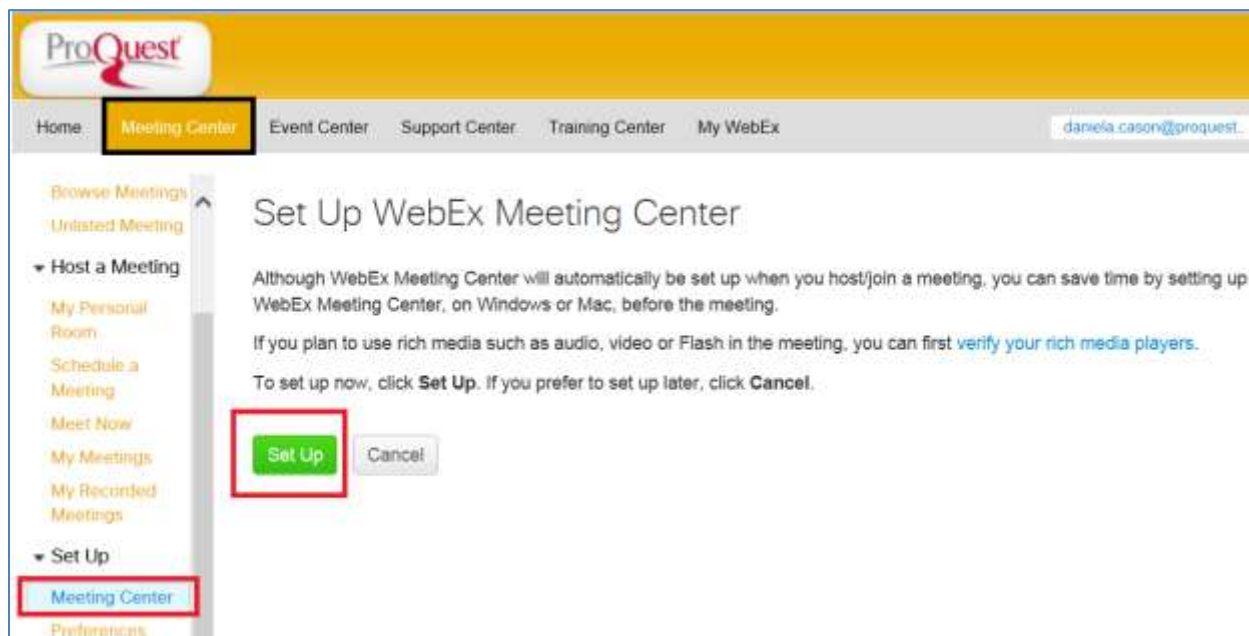 ProQuest
Home Meeting Center Event Center Support Center Training Center My WebEx daniela.cason@proquest..
Browse Meetings
Unlisted Meeting
Host a Meeting
My Personal
Room
Schedule a
Meeting
Meet Now
My Meetings
My Recorded
Meetings
Set Up
Meeting Center
Preferences
Set Up WebEx Meeting Center
Although WebEx Meeting Center will automatically be set up when you host/join a meeting, you can save time by setting up
WebEx Meeting Center, on Windows or Mac, before the meeting.
If you plan to use rich media such as audio, video or Flash in the meeting, you can first verify your rich media players.
To set up now, click Set Up. If you prefer to set up later, click Cancel.
Set Up Cancel